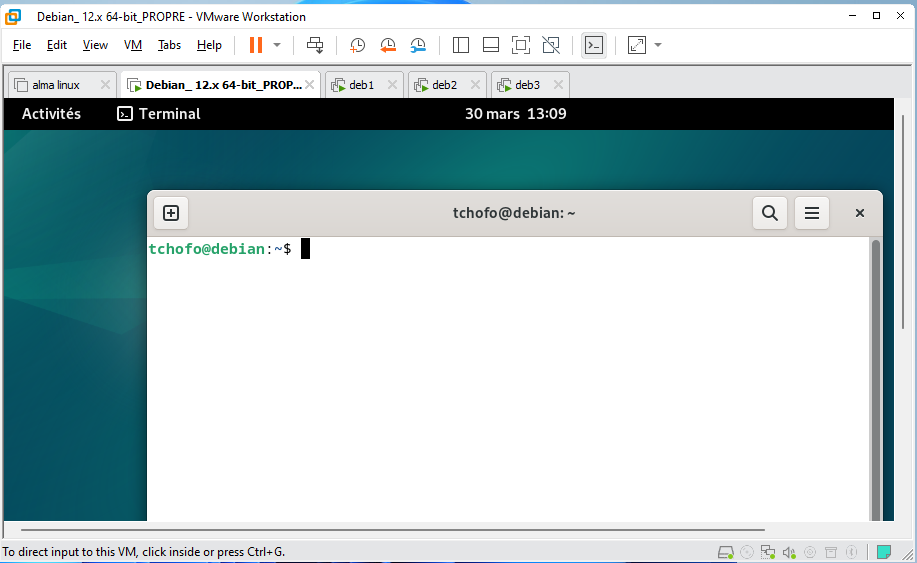 Debian_ 12.x 64-bit_PROPRE - VMware Workstation
File Edit View VM Tabs Help
alma linux Debian_ 12.x 64-bit_PROP... deb1 deb2 deb3
Activités Terminal 30 mars 13:09
tchofo@debian: ~
tchofo@debian:~$
To direct input to this VM, click inside or press Ctrl+G.